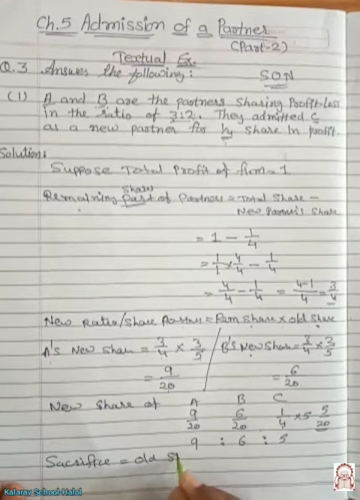 Ch.5 Admission of a Partner
(Part-2)
Textual Ex.
Q.3 Answer the following : SON
(1) A and B are the partners sharing Profit-Loss
in the ratio of 3:2. They admitted C
as a new partner for 1/4 share in profit.
Solution:
Suppose Total Profit of firm = 1
Share
Remaining part of Partners = Total Share -
New Partner's Share
= 1 - 1/4
= 1/1 × 4/4 - 1/4
= 4/4 - 1/4 = 4-1/4 = 3/4
New Ratio/Share Partner = Rem Share × old share
A's New Share = 3/4 × 3/5 / B's New Share = 3/4 × 3/5
= 9/20 = 6/20
New Share of A B C
9/20 6/20 1/4 × 5 5/20
9 : 6 : 5
Sacrifice = old S
Kalarav School-Halol